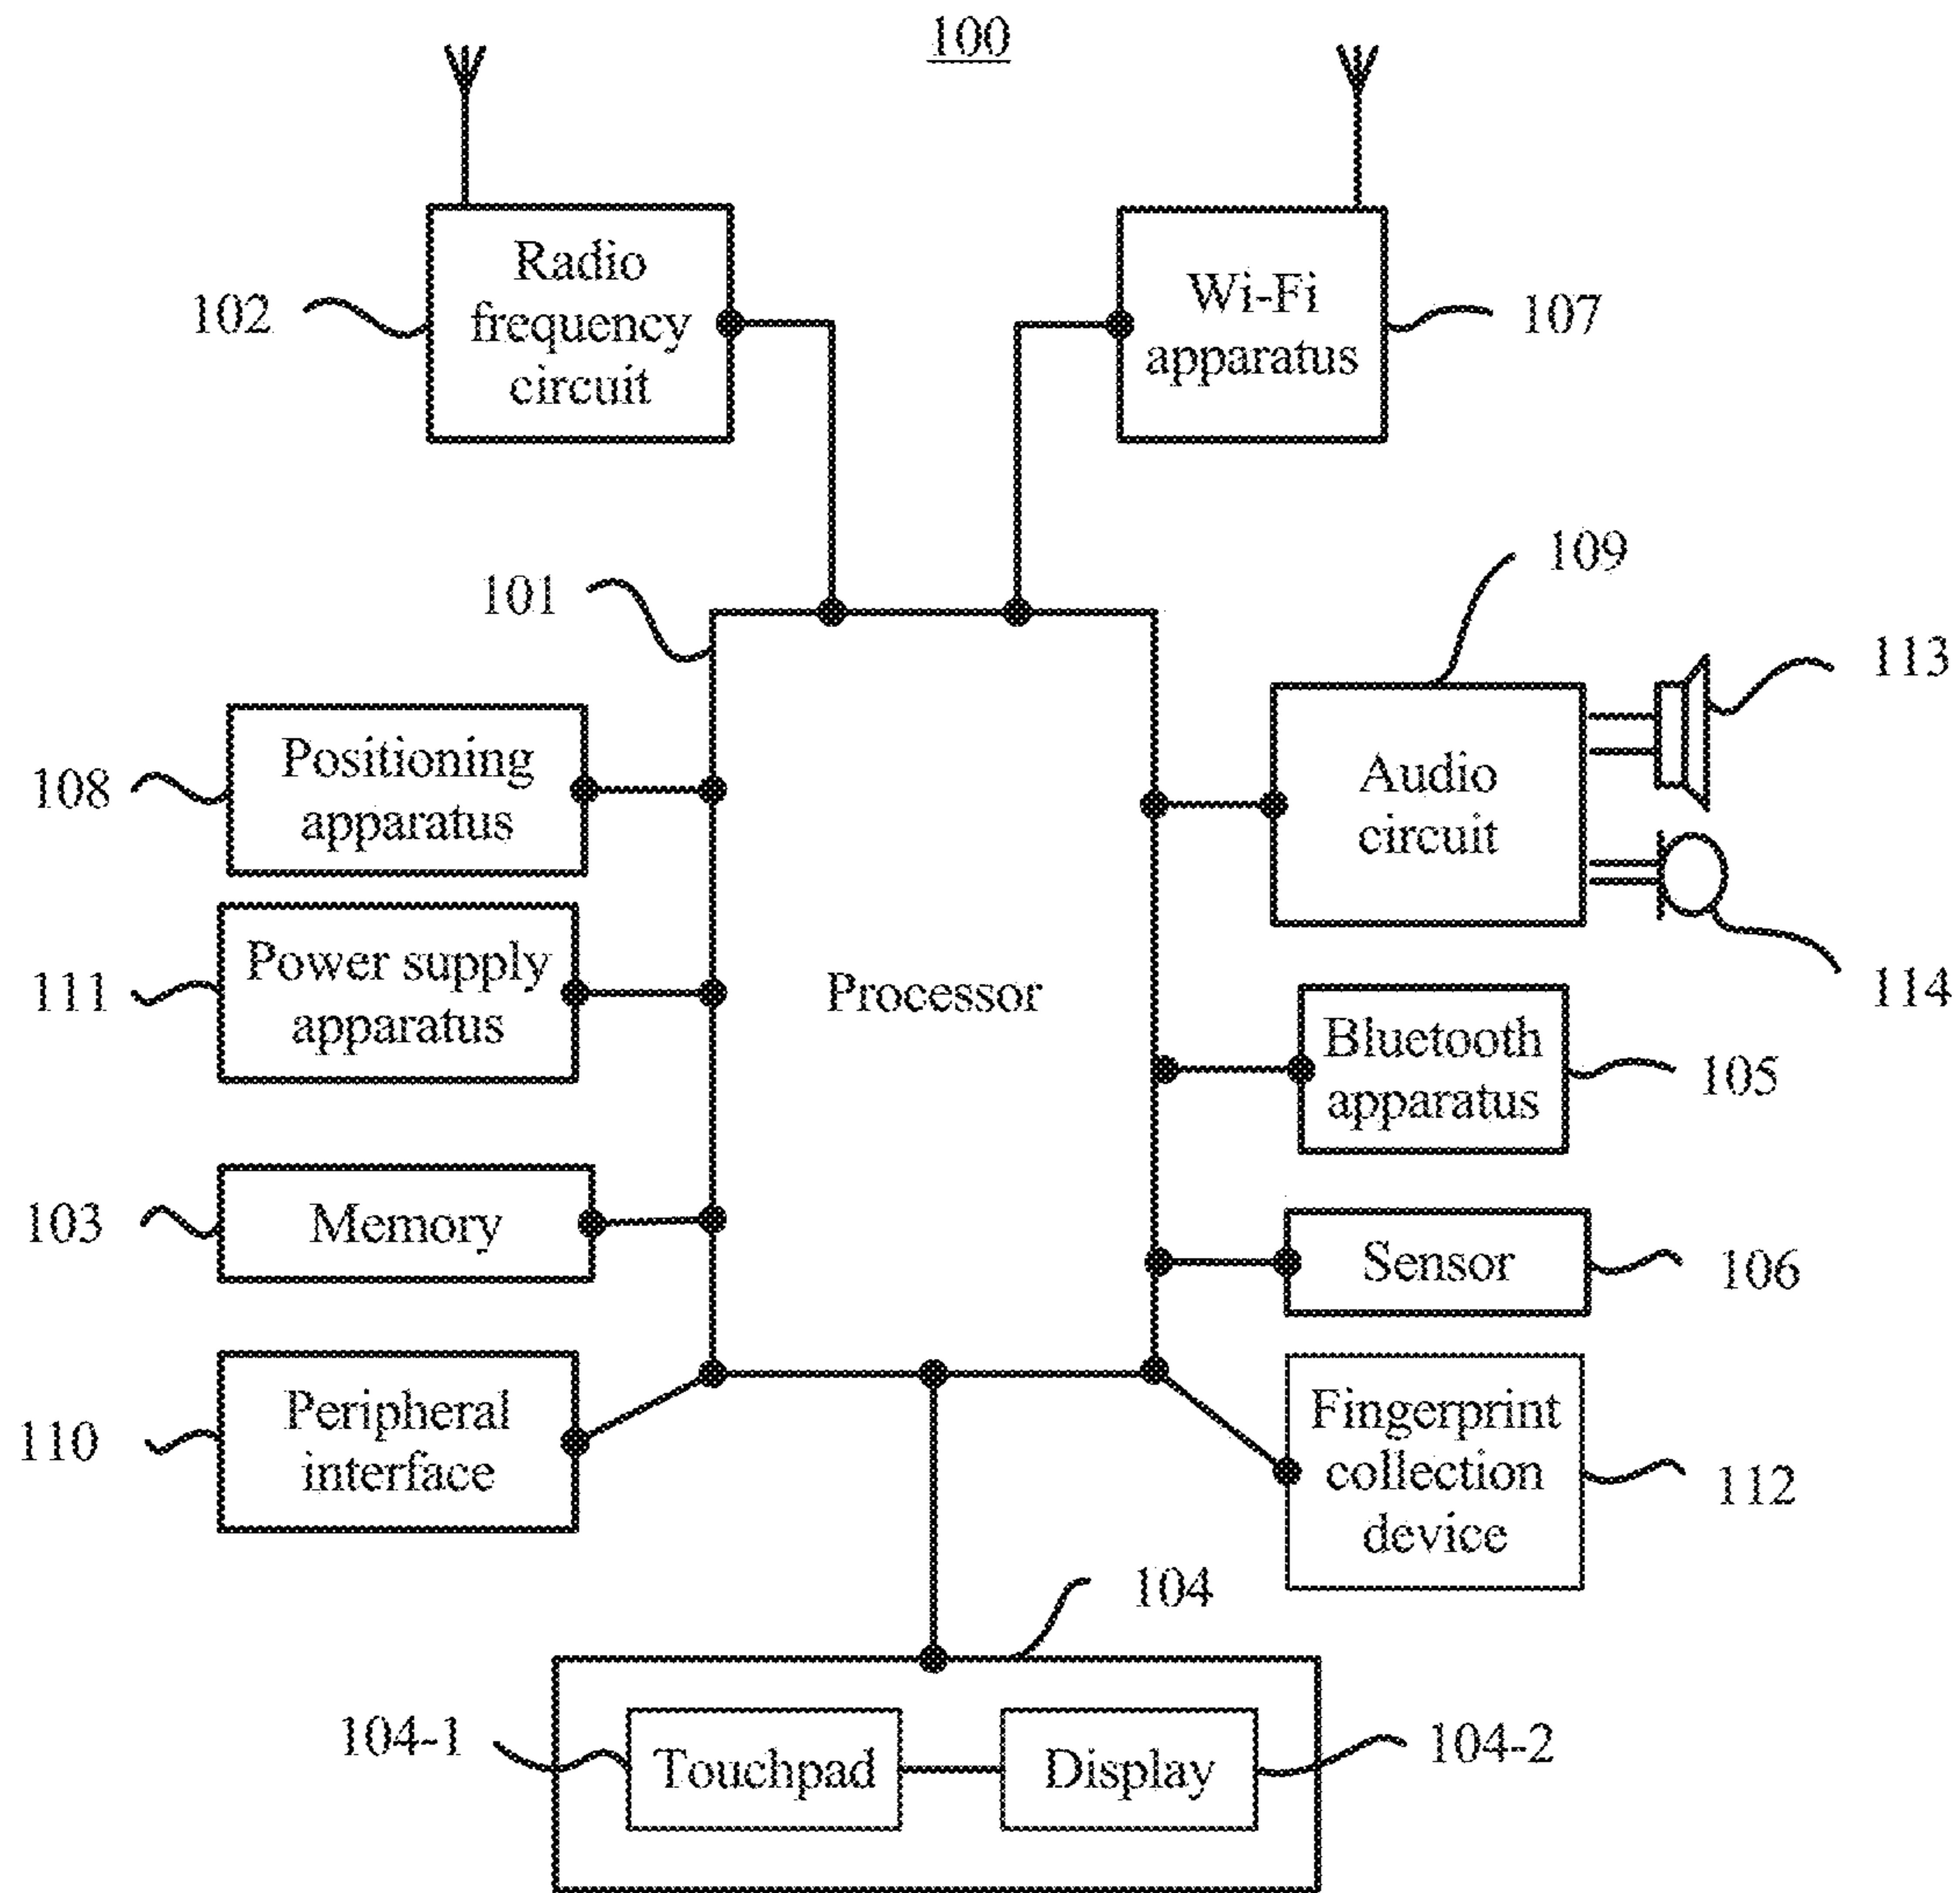 100
Radio
frequency
circuit
102
Wi-Fi
apparatus
107
101
109
113
Positioning
apparatus
108
Audio
circuit
114
Power supply
apparatus
111
Processor
Bluetooth
apparatus
105
Memory
103
Sensor
106
Peripheral
interface
110
Fingerprint
collection
device
112
104
104-1
Touchpad
Display
104-2